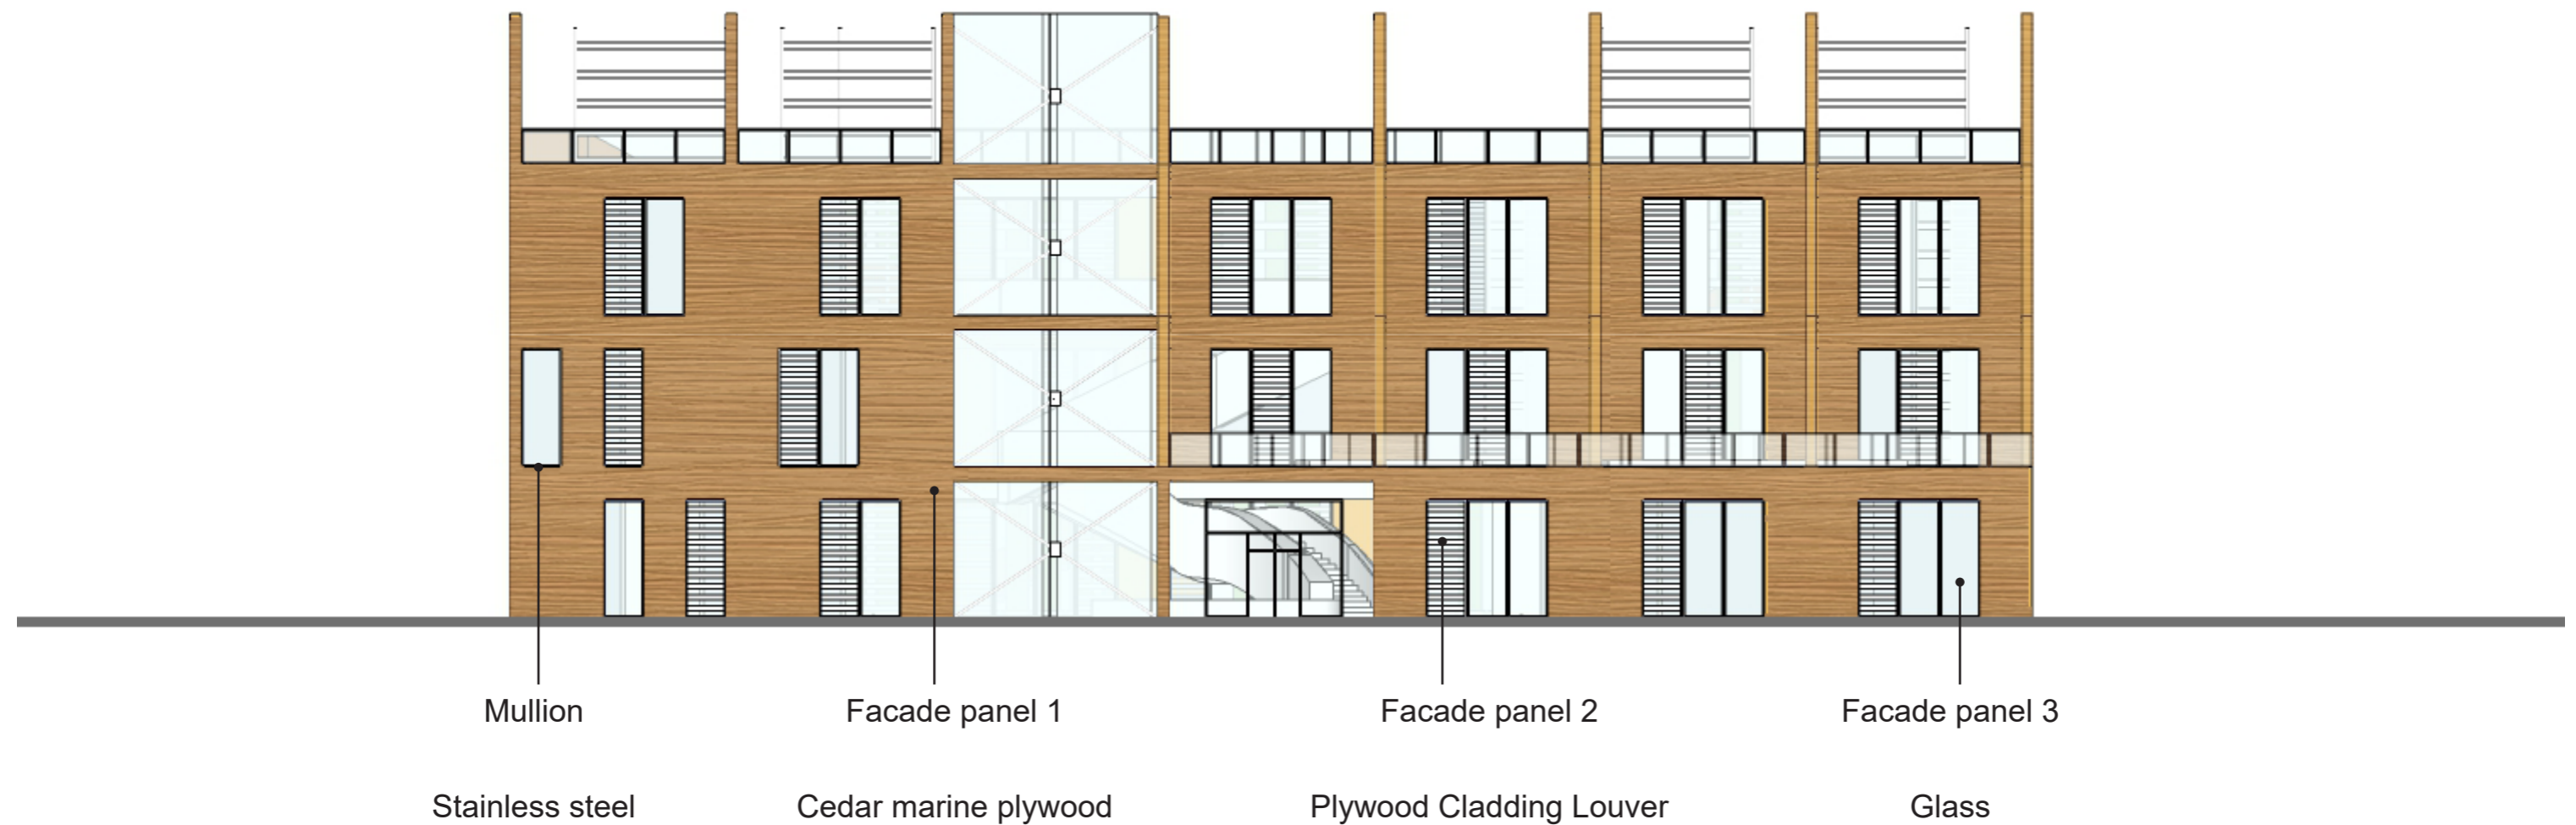 Mullion
Facade panel 1
Facade panel 2
Facade panel 3
Stainless steel
Cedar marine plywood
Plywood Cladding Louver
Glass